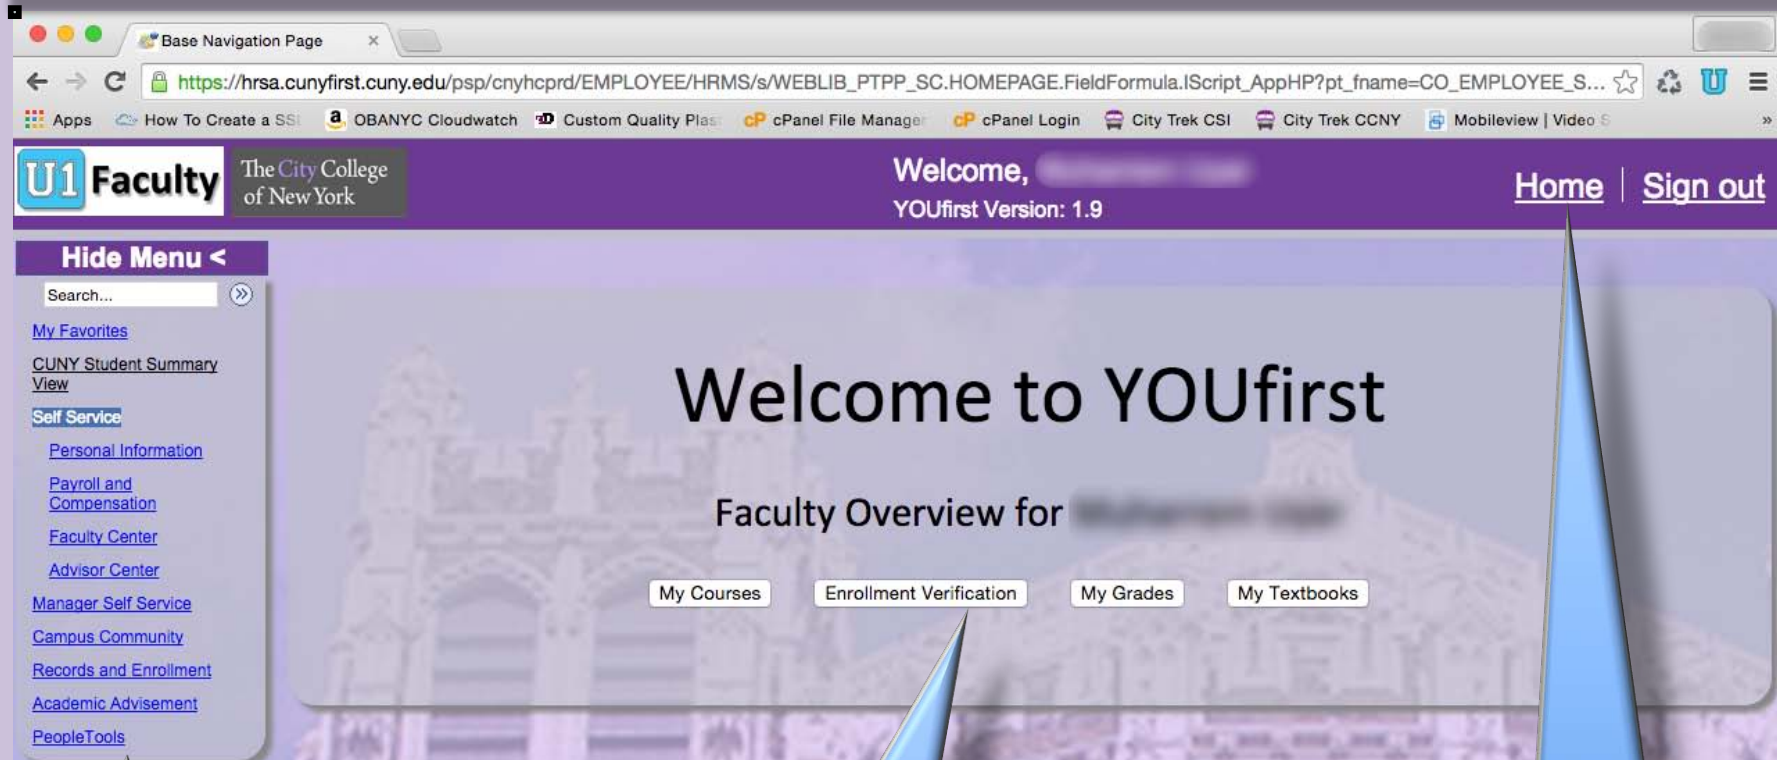 Base Navigation Page ×
https://hrsa.cunyfirst.cuny.edu/psp/cnyhcprd/EMPLOYEE/HRMS/s/WEBLIB_PTPP_SC.HOMEPAGE.FieldFormula.IScript_AppHP?pt_fname=CO_EMPLOYEE_S...
Apps How To Create a SS OBANYC Cloudwatch Custom Quality Plas cPanel File Manager cPanel Login City Trek CSI City Trek CCNY Mobileview | Video S »
U1 Faculty
The City College
of New York
Welcome,
YOUfirst Version: 1.9
Home | Sign out
Hide Menu <
Search...
My Favorites
CUNY Student Summary
View
Self Service
Personal Information
Payroll and
Compensation
Faculty Center
Advisor Center
Manager Self Service
Campus Community
Records and Enrollment
Academic Advisement
PeopleTools
Welcome to YOUfirst
Faculty Overview for
My Courses Enrollment Verification My Grades My Textbooks